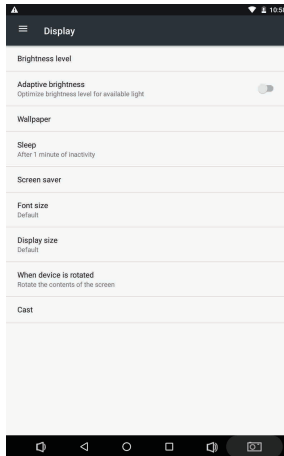 10:50
Display
Brightness level
Adaptive brightness
Optimize brightness level for available light
Wallpaper
Sleep
After 1 minute of inactivity
Screen saver
Font size
Default
Display size
Default
When device is rotated
Rotate the contents of the screen
Cast